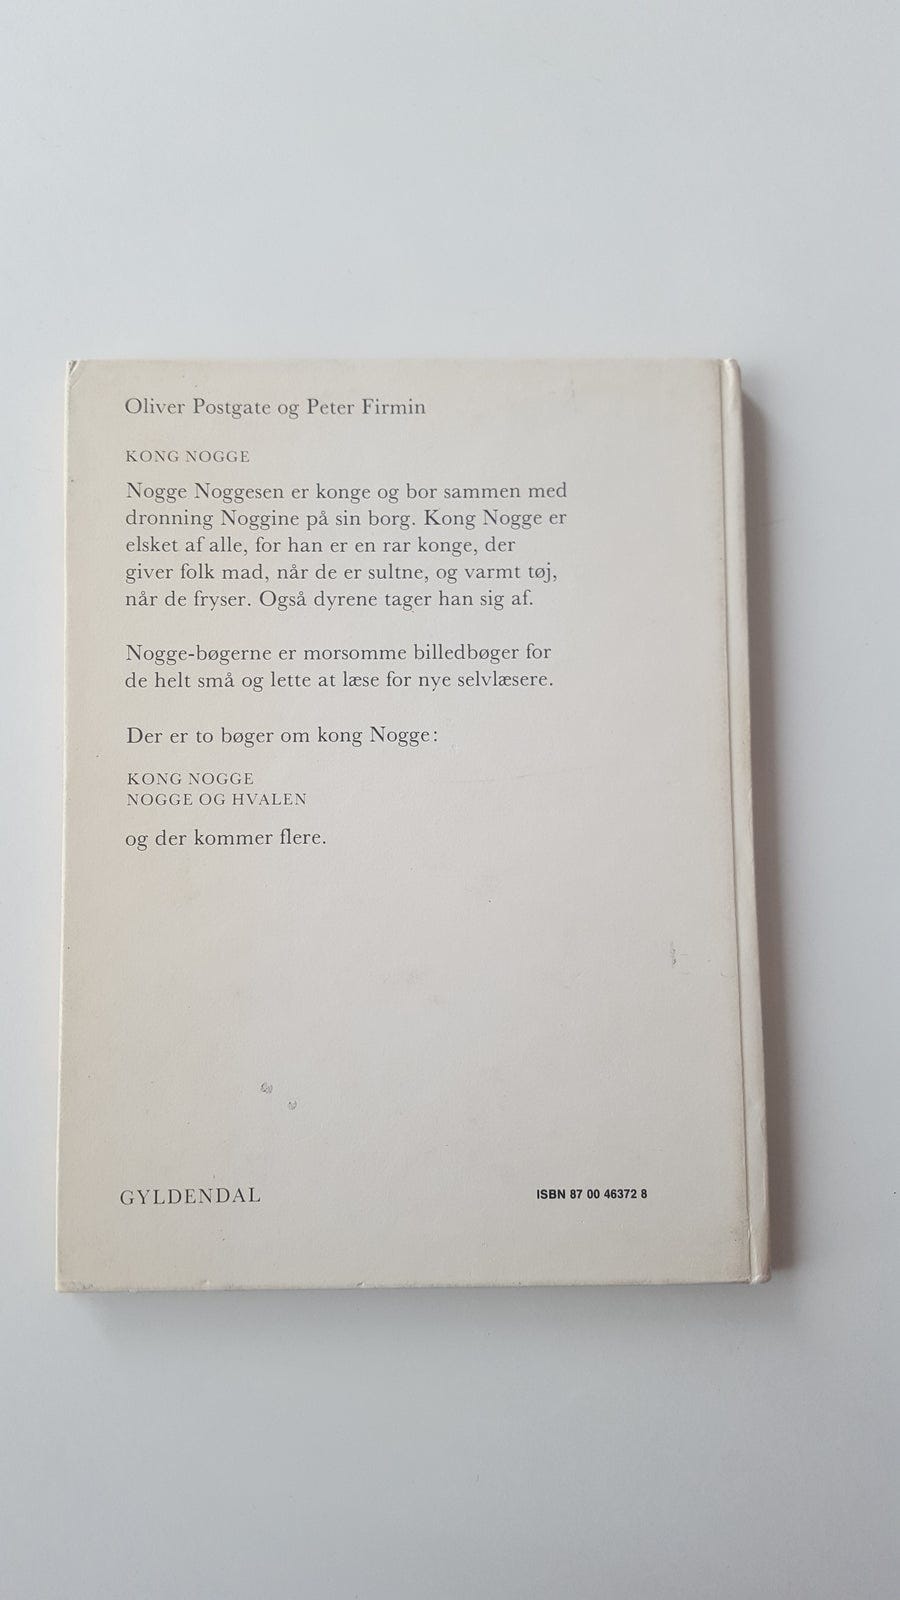 Oliver Postgate og Peter Firmin
KONG NOGGE
Nogge Noggesen er konge og bor sammen med
dronning Noggine på sin borg. Kong Nogge er
elsket af alle, for han er en rar konge, der
giver folk mad, når de er sultne, og varmt tøj,
når de fryser. Også dyrene tager han sig af.
Nogge-bøgerne er morsomme billedbøger for
de helt små og lette at læse for nye selvlæsere.
Der er to bøger om kong Nogge:
KONG NOGGE
NOGGE OG HVALEN
og der kommer flere.
GYLDENDAL
ISBN 87 00 46372 8